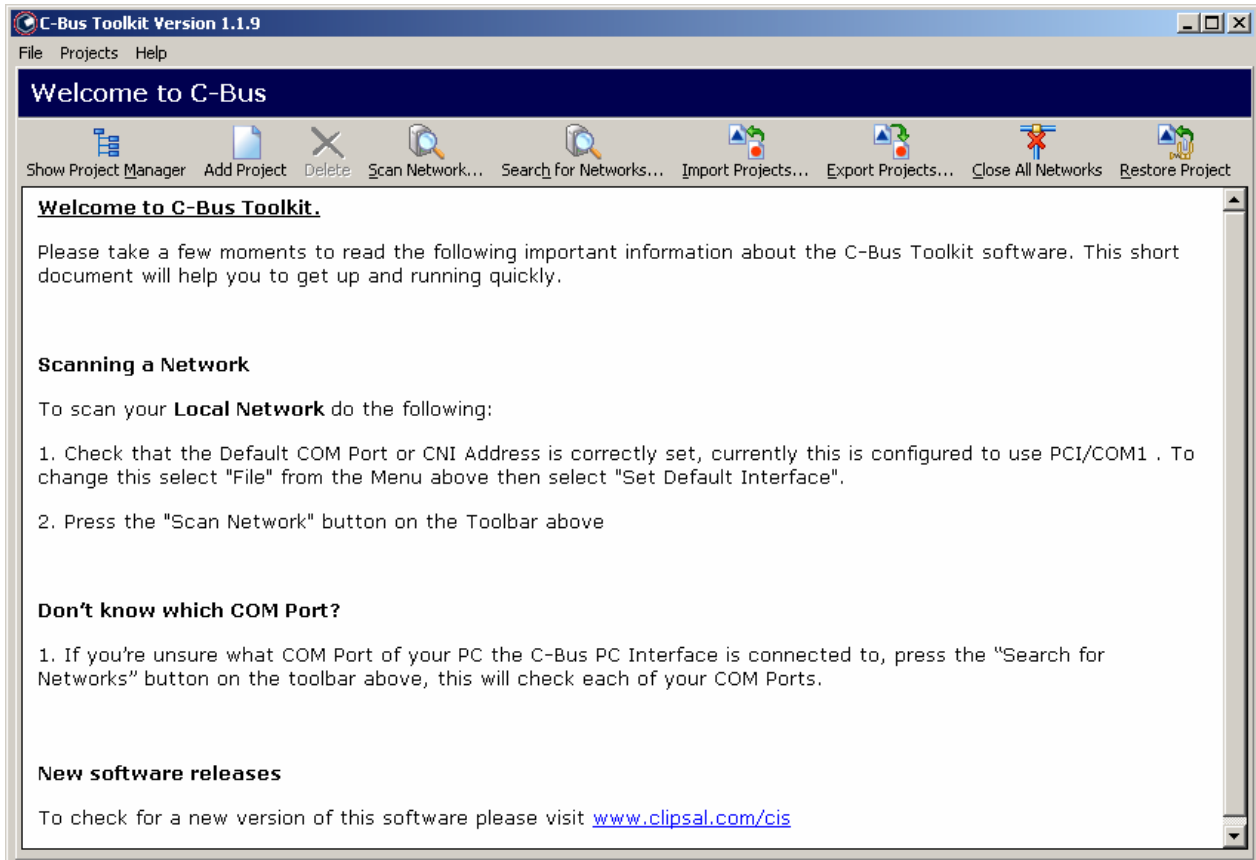 C-Bus Toolkit Version 1.1.9
File Projects Help
Welcome to C-Bus
Show Project Manager Add Project Delete Scan Network... Search for Networks... Import Projects... Export Projects... Close All Networks Restore Project
Welcome to C-Bus Toolkit.
Please take a few moments to read the following important information about the C-Bus Toolkit software. This short
document will help you to get up and running quickly.
Scanning a Network
To scan your Local Network do the following:
1. Check that the Default COM Port or CNI Address is correctly set, currently this is configured to use PCI/COM1 . To
change this select "File" from the Menu above then select "Set Default Interface".
2. Press the "Scan Network" button on the Toolbar above
Don't know which COM Port?
1. If you’re unsure what COM Port of your PC the C-Bus PC Interface is connected to, press the “Search for
Networks” button on the toolbar above, this will check each of your COM Ports.
New software releases
To check for a new version of this software please visit www.clipsal.com/cis